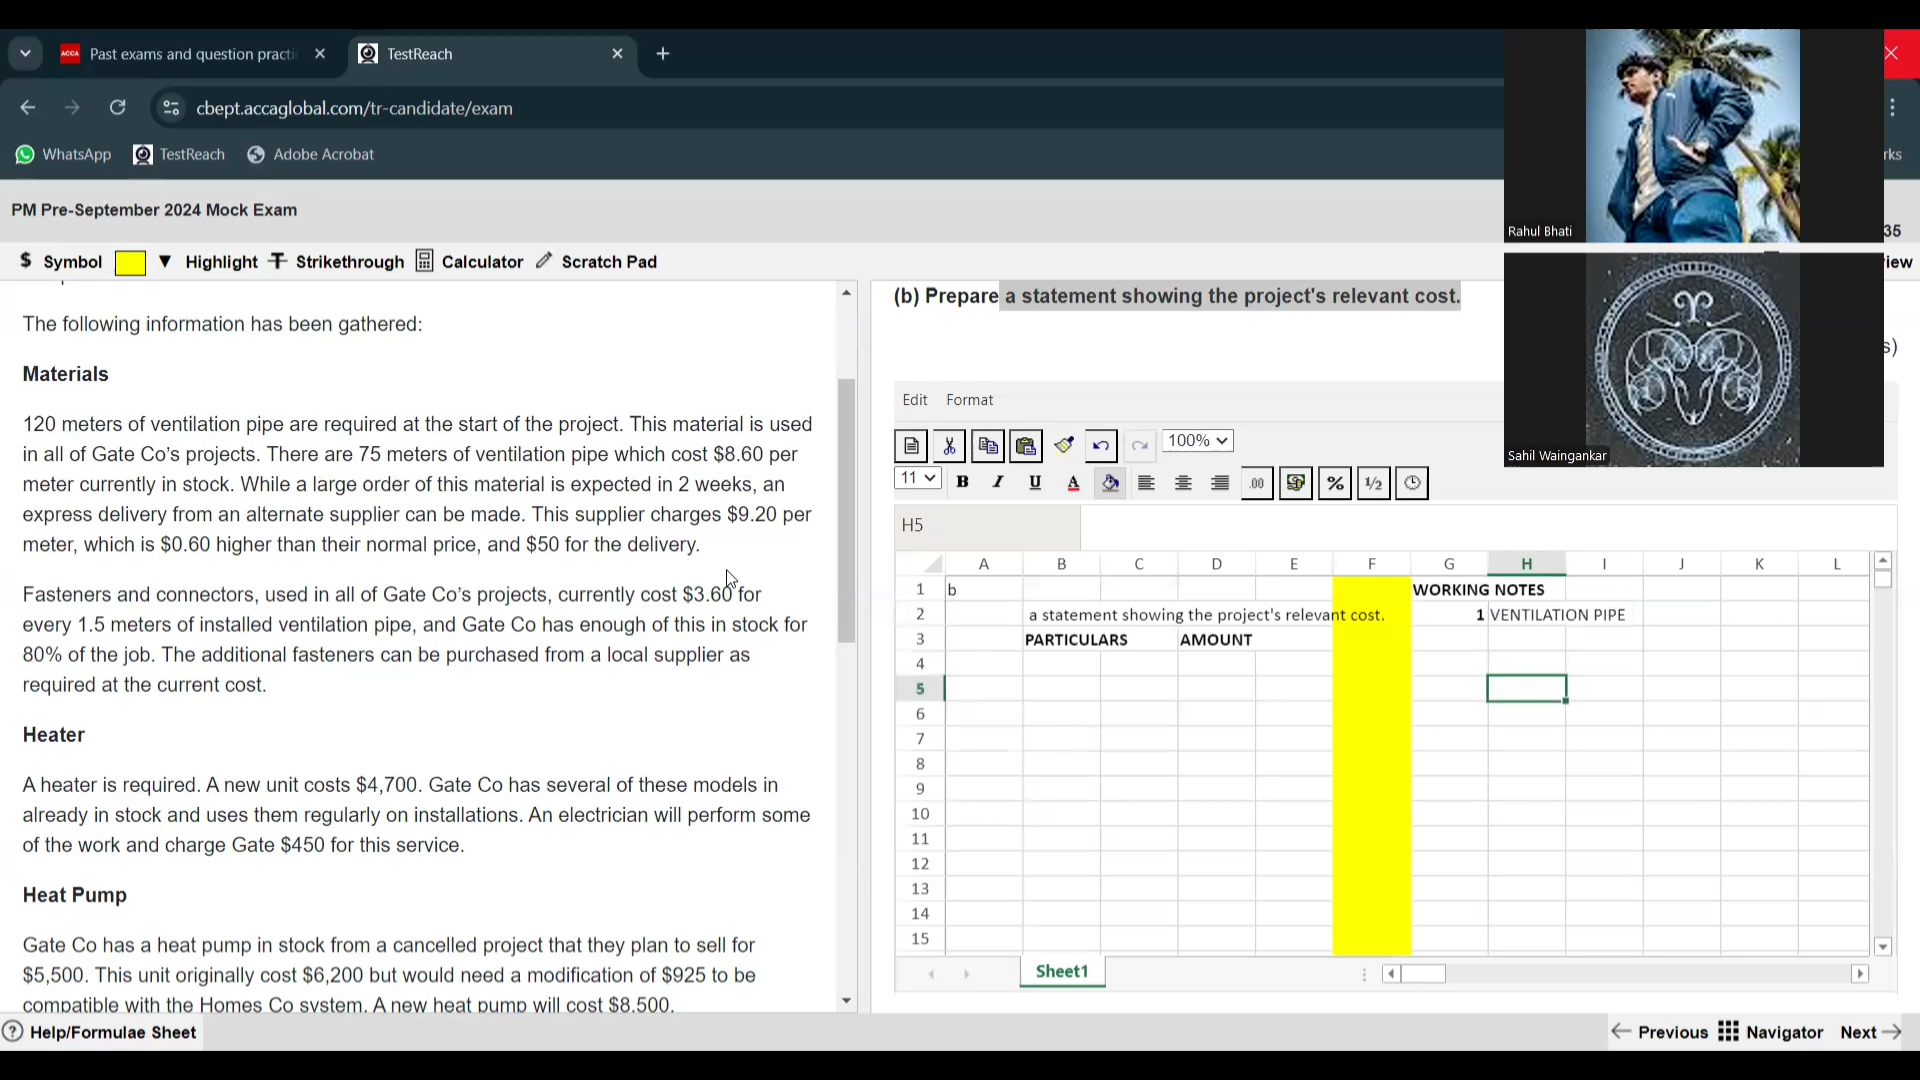 Past exams and question practi
TestReach
cbept.accaglobal.com/tr-candidate/exam
WhatsApp
TestReach
Adobe Acrobat
rks
PM Pre-September 2024 Mock Exam
35
$ Symbol
Highlight
Strikethrough
Calculator
Scratch Pad
iew
The following information has been gathered:
Materials
120 meters of ventilation pipe are required at the start of the project. This material is used
in all of Gate Co's projects. There are 75 meters of ventilation pipe which cost $8.60 per
meter currently in stock. While a large order of this material is expected in 2 weeks, an
express delivery from an alternate supplier can be made. This supplier charges $9.20 per
meter, which is $0.60 higher than their normal price, and $50 for the delivery.
Fasteners and connectors, used in all of Gate Co's projects, currently cost $3.60 for
every 1.5 meters of installed ventilation pipe, and Gate Co has enough of this in stock for
80% of the job. The additional fasteners can be purchased from a local supplier as
required at the current cost.
Heater
A heater is required. A new unit costs $4,700. Gate Co has several of these models in
already in stock and uses them regularly on installations. An electrician will perform some
of the work and charge Gate $450 for this service.
Heat Pump
Gate Co has a heat pump in stock from a cancelled project that they plan to sell for
$5,500. This unit originally cost $6,200 but would need a modification of $925 to be
compatible with the Homes Co system. A new heat pump will cost $8,500.
(b) Prepare a statement showing the project's relevant cost.
s)
Edit Format
100%
11 B I U A .00 % ½
H5
A B C D E F G H I J K L
1 b WORKING NOTES
2 a statement showing the project's relevant cost. 1 VENTILATION PIPE
3 PARTICULARS AMOUNT
4
5
6
7
8
9
10
11
12
13
14
15
Sheet1
Rahul Bhati
Sahil Waingankar
Help/Formulae Sheet
Previous
Navigator
Next